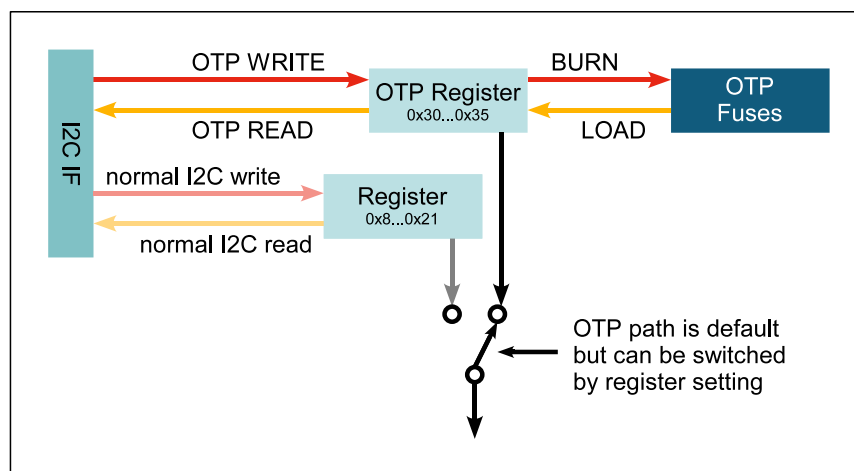 OTP WRITE
BURN
OTP Register
0x30...0x35
OTP
Fuses
OTP READ
LOAD
I2C IF
normal I2C write
Register
0x8...0x21
normal I2C read
OTP path is default
but can be switched
by register setting